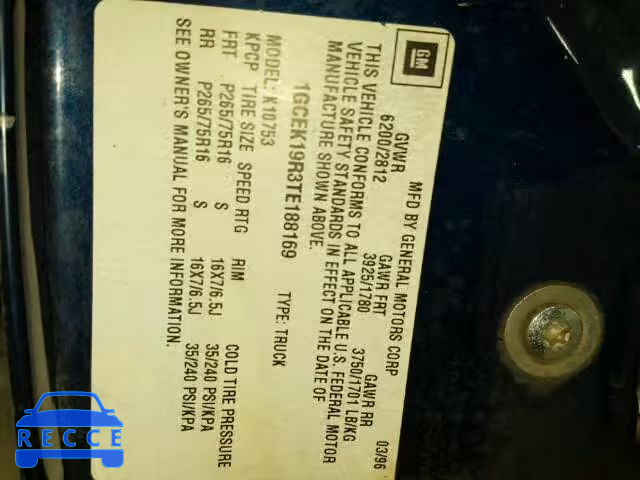 GM
MFD BY GENERAL MOTORS CORP 03/96
GVWR GAWR FRT GAWR RR
6200/2812 3925/1780 3750/1701 LB/KG
THIS VEHICLE CONFORMS TO ALL APPLICABLE U.S. FEDERAL MOTOR
VEHICLE SAFETY STANDARDS IN EFFECT ON THE DATE OF
MANUFACTURE SHOWN ABOVE.
1GCEK19R3TE188169 TYPE: TRUCK
MODEL: K10753
KPCP TIRE SIZE SPEED.RTG RIM COLD TIRE PRESSURE
FRT P265/75R16 S 16X7/6.5J 35/240 PSI/KPA
RR P265/75R16 S 16X7/6.5J 35/240 PSI/KPA
SEE OWNER'S MANUAL FOR MORE INFORMATION.
RECCE